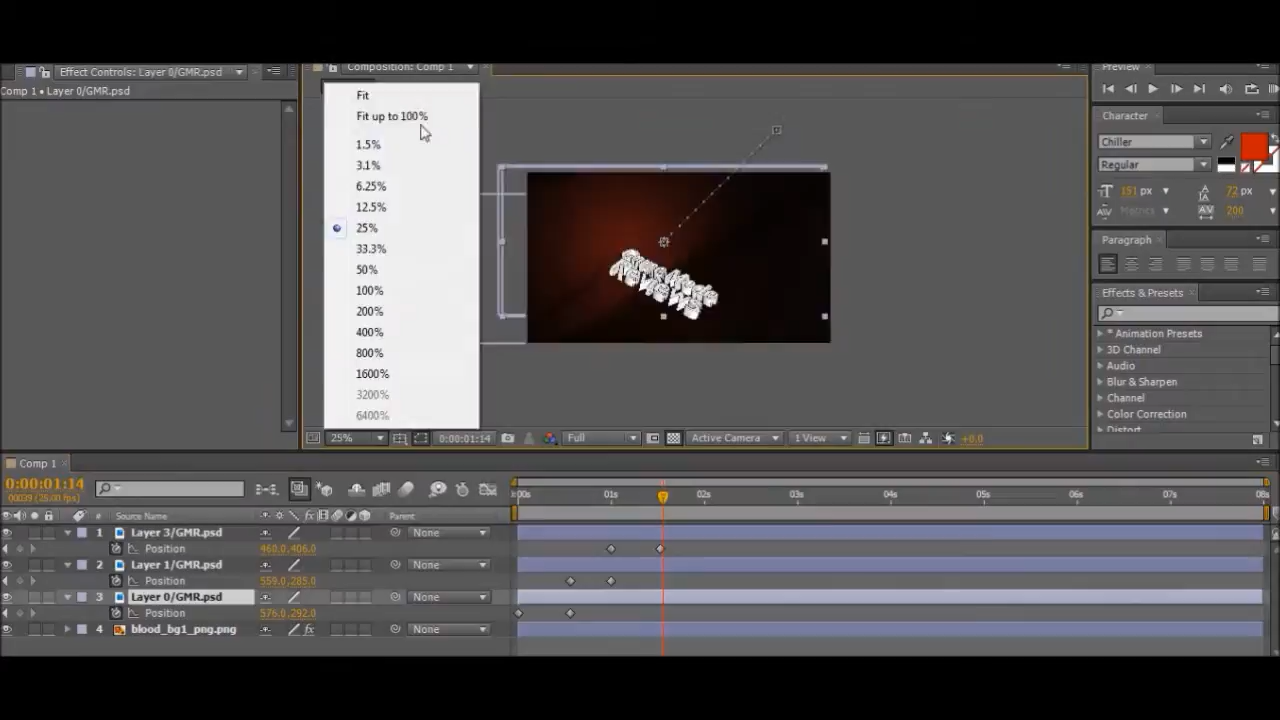 Effect Controls: Layer 0/GMR.psd
Comp 1 • Layer 0/GMR.psd
Composition: Comp 1
Fit
Fit up to 100%
1.5%
3.1%
6.25%
12.5%
25%
33.3%
50%
100%
200%
400%
800%
1600%
3200%
6400%
25%
0:00:01:14
Full
Active Camera
1 View
+0.0
Preview
Character
Chiller
Regular
151 px
72 px
Metrics
200
Paragraph
Effects & Presets
* Animation Presets
3D Channel
Audio
Blur & Sharpen
Channel
Color Correction
Distort
Comp 1
0:00:01:14
00039 (25.00 fps)
:00s 01s 02s 03s 04s 05s 06s 07s 08s
# Source Name Parent
1 Layer 3/GMR.psd None
Position 460.0,406.0
2 Layer 1/GMR.psd None
Position 559.0,285.0
3 Layer 0/GMR.psd None
Position 576.0,292.0
4 blood_bg1_png.png None